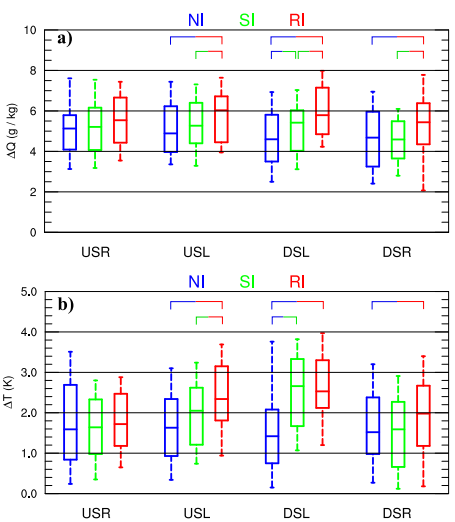 NI SI RI
a)
10
8
6
4
2
0
ΔQ (g / kg)
USR USL DSL DSR
NI SI RI
b)
5.0
4.0
3.0
2.0
1.0
0.0
ΔT (K)
USR USL DSL DSR